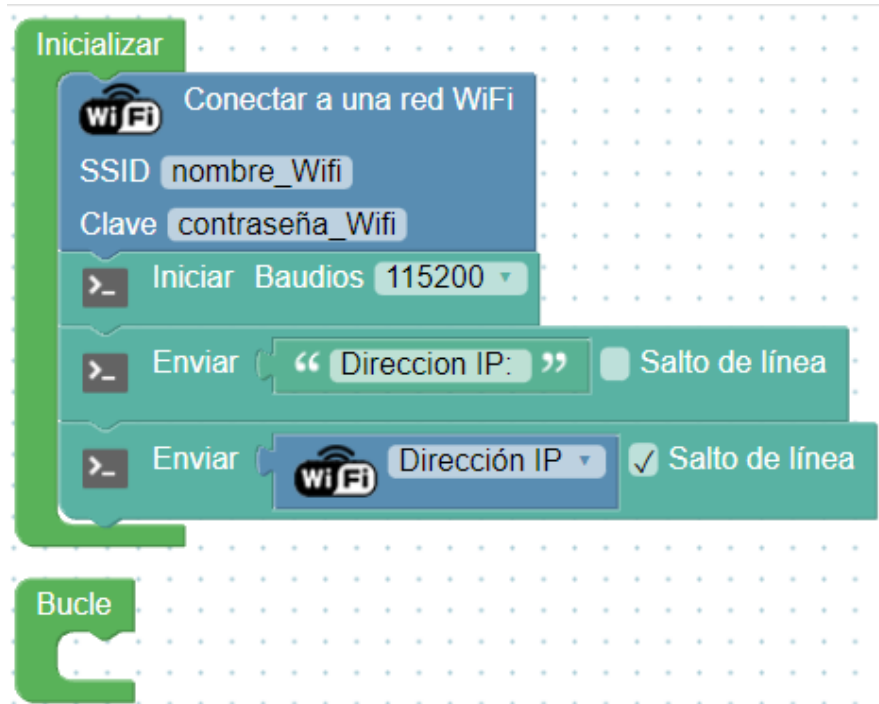 Inicializar
WiFi Conectar a una red WiFi
SSID nombre_Wifi
Clave contraseña_Wifi
>_ Iniciar Baudios 115200
>_ Enviar “ Direccion IP: ” Salto de línea
>_ Enviar WiFi Dirección IP ✓ Salto de línea
Bucle